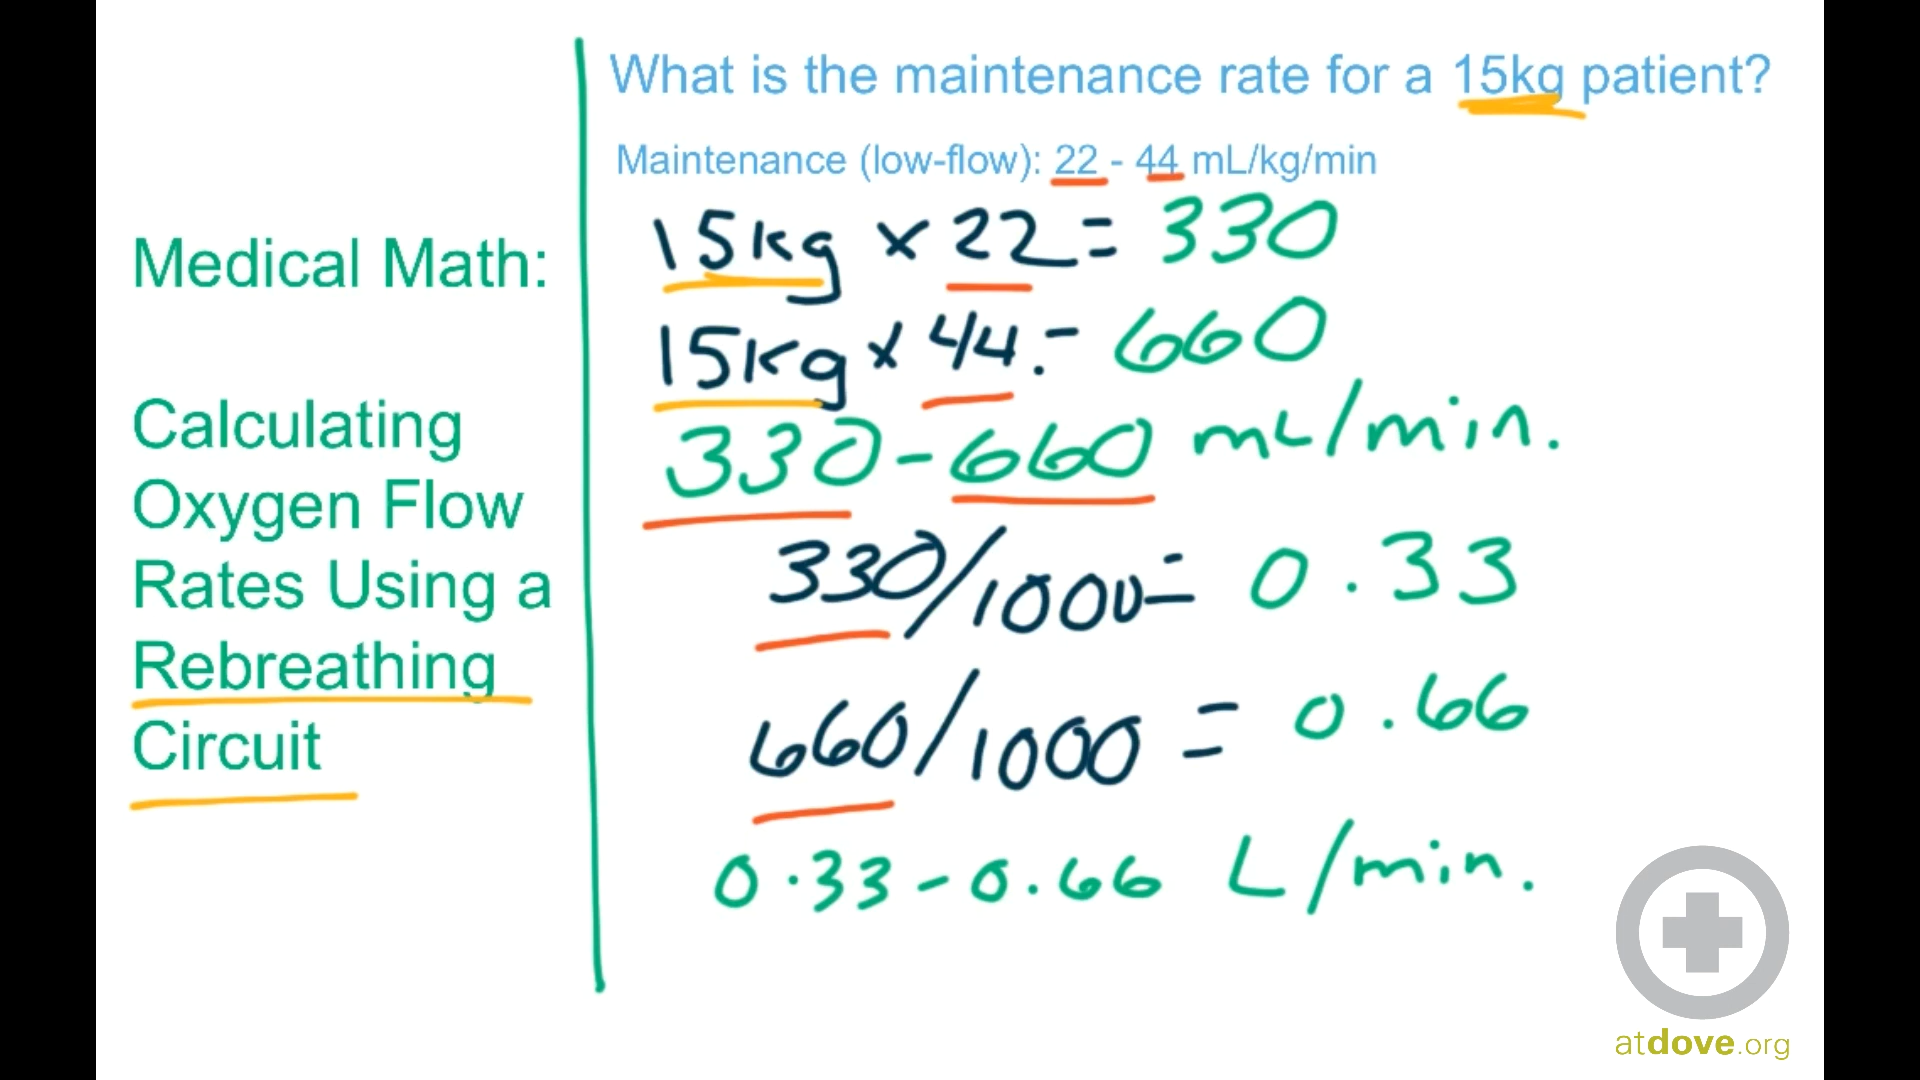 Medical Math:
Calculating
Oxygen Flow
Rates Using a
Rebreathing
Circuit
What is the maintenance rate for a 15kg patient?
Maintenance (low-flow): 22 - 44 mL/kg/min
15kg x 22 = 330
15kg x 44 = 660
330 - 660 mL/min.
330/1000 = 0.33
660/1000 = 0.66
0.33 - 0.66 L/min.
atdove.org